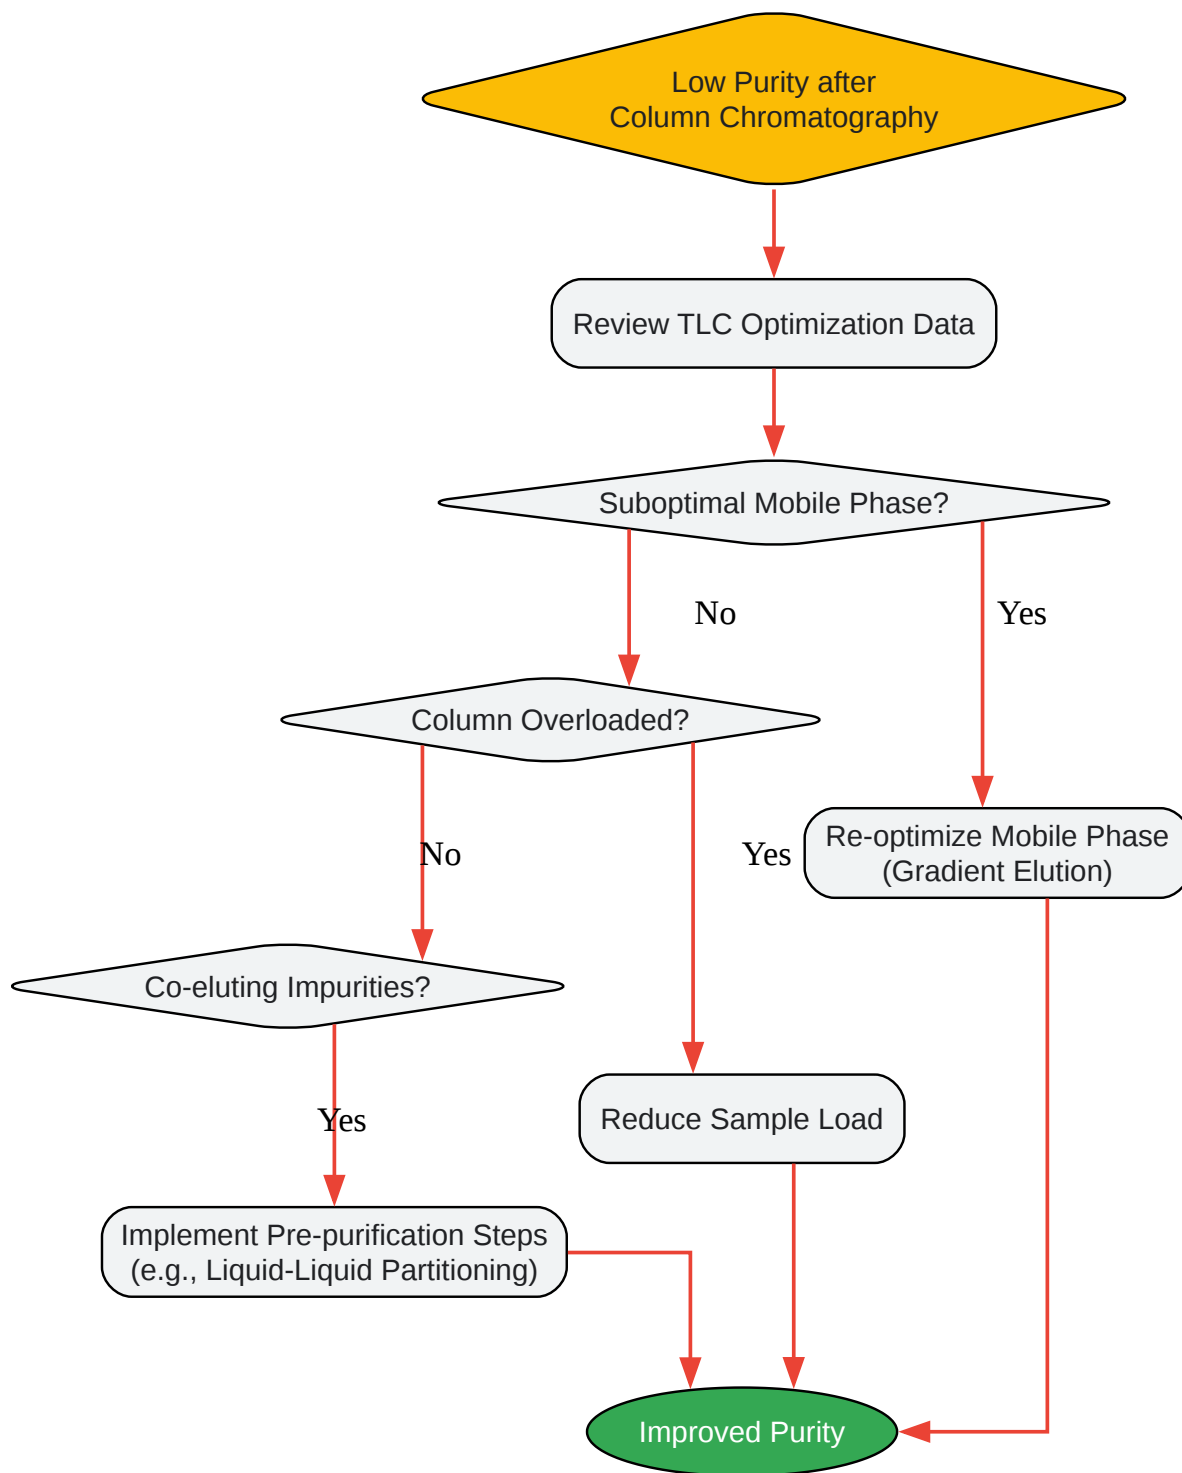 Low Purity after
Column Chromatography
Review TLC Optimization Data
Suboptimal Mobile Phase?
No
Yes
Column Overloaded?
No
Yes
Re-optimize Mobile Phase
(Gradient Elution)
Co-eluting Impurities?
Yes
Reduce Sample Load
Implement Pre-purification Steps
(e.g., Liquid-Liquid Partitioning)
Improved Purity